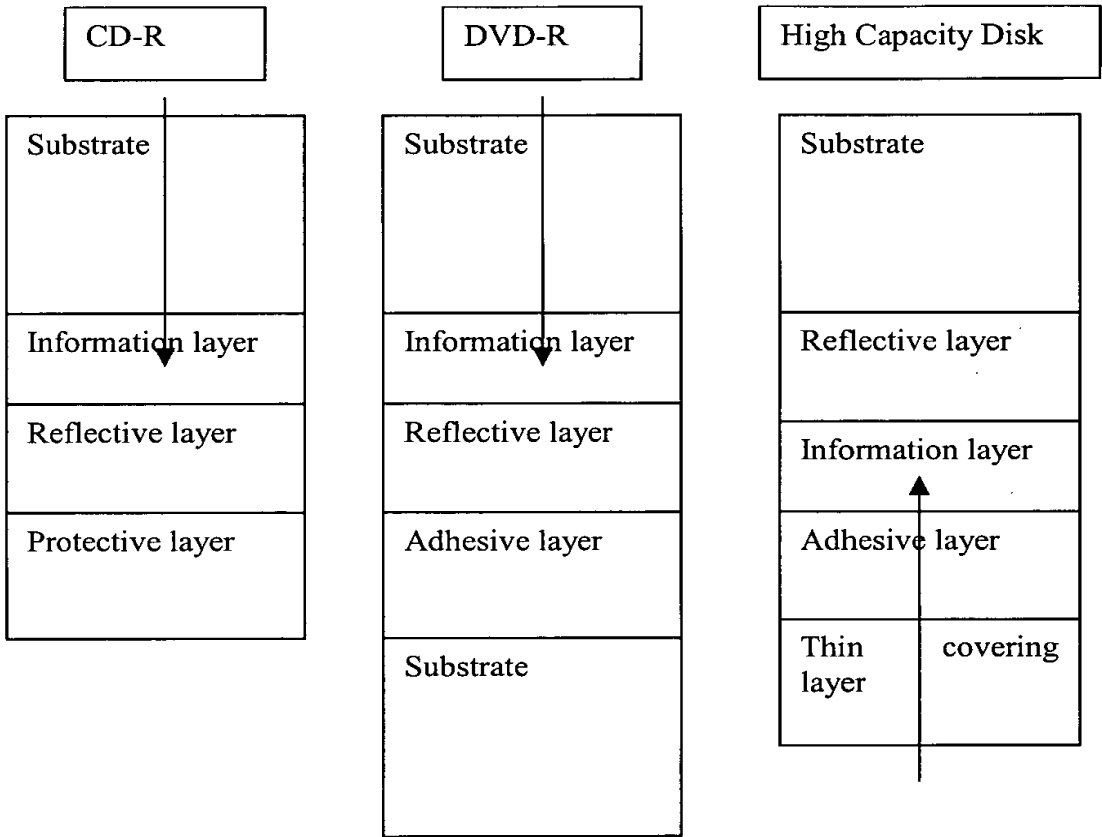 CD-R
Substrate
Information layer
Reflective layer
Protective layer
DVD-R
Substrate
Information layer
Reflective layer
Adhesive layer
Substrate
High Capacity Disk
Substrate
Reflective layer
Information layer
Adhesive layer
Thin covering
layer